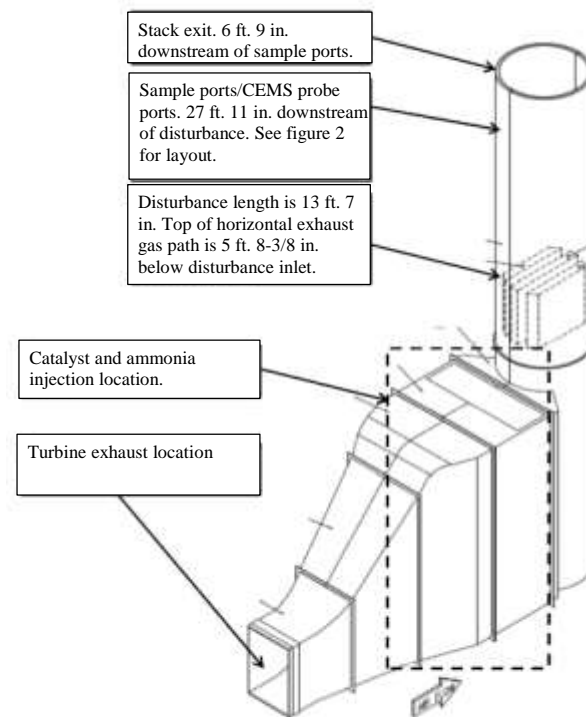 Stack exit. 6 ft. 9 in.
downstream of sample ports.
Sample ports/CEMS probe
ports. 27 ft. 11 in. downstream
of disturbance. See figure 2
for layout.
Disturbance length is 13 ft. 7
in. Top of horizontal exhaust
gas path is 5 ft. 8-3/8 in.
below disturbance inlet.
Catalyst and ammonia
injection location.
Turbine exhaust location